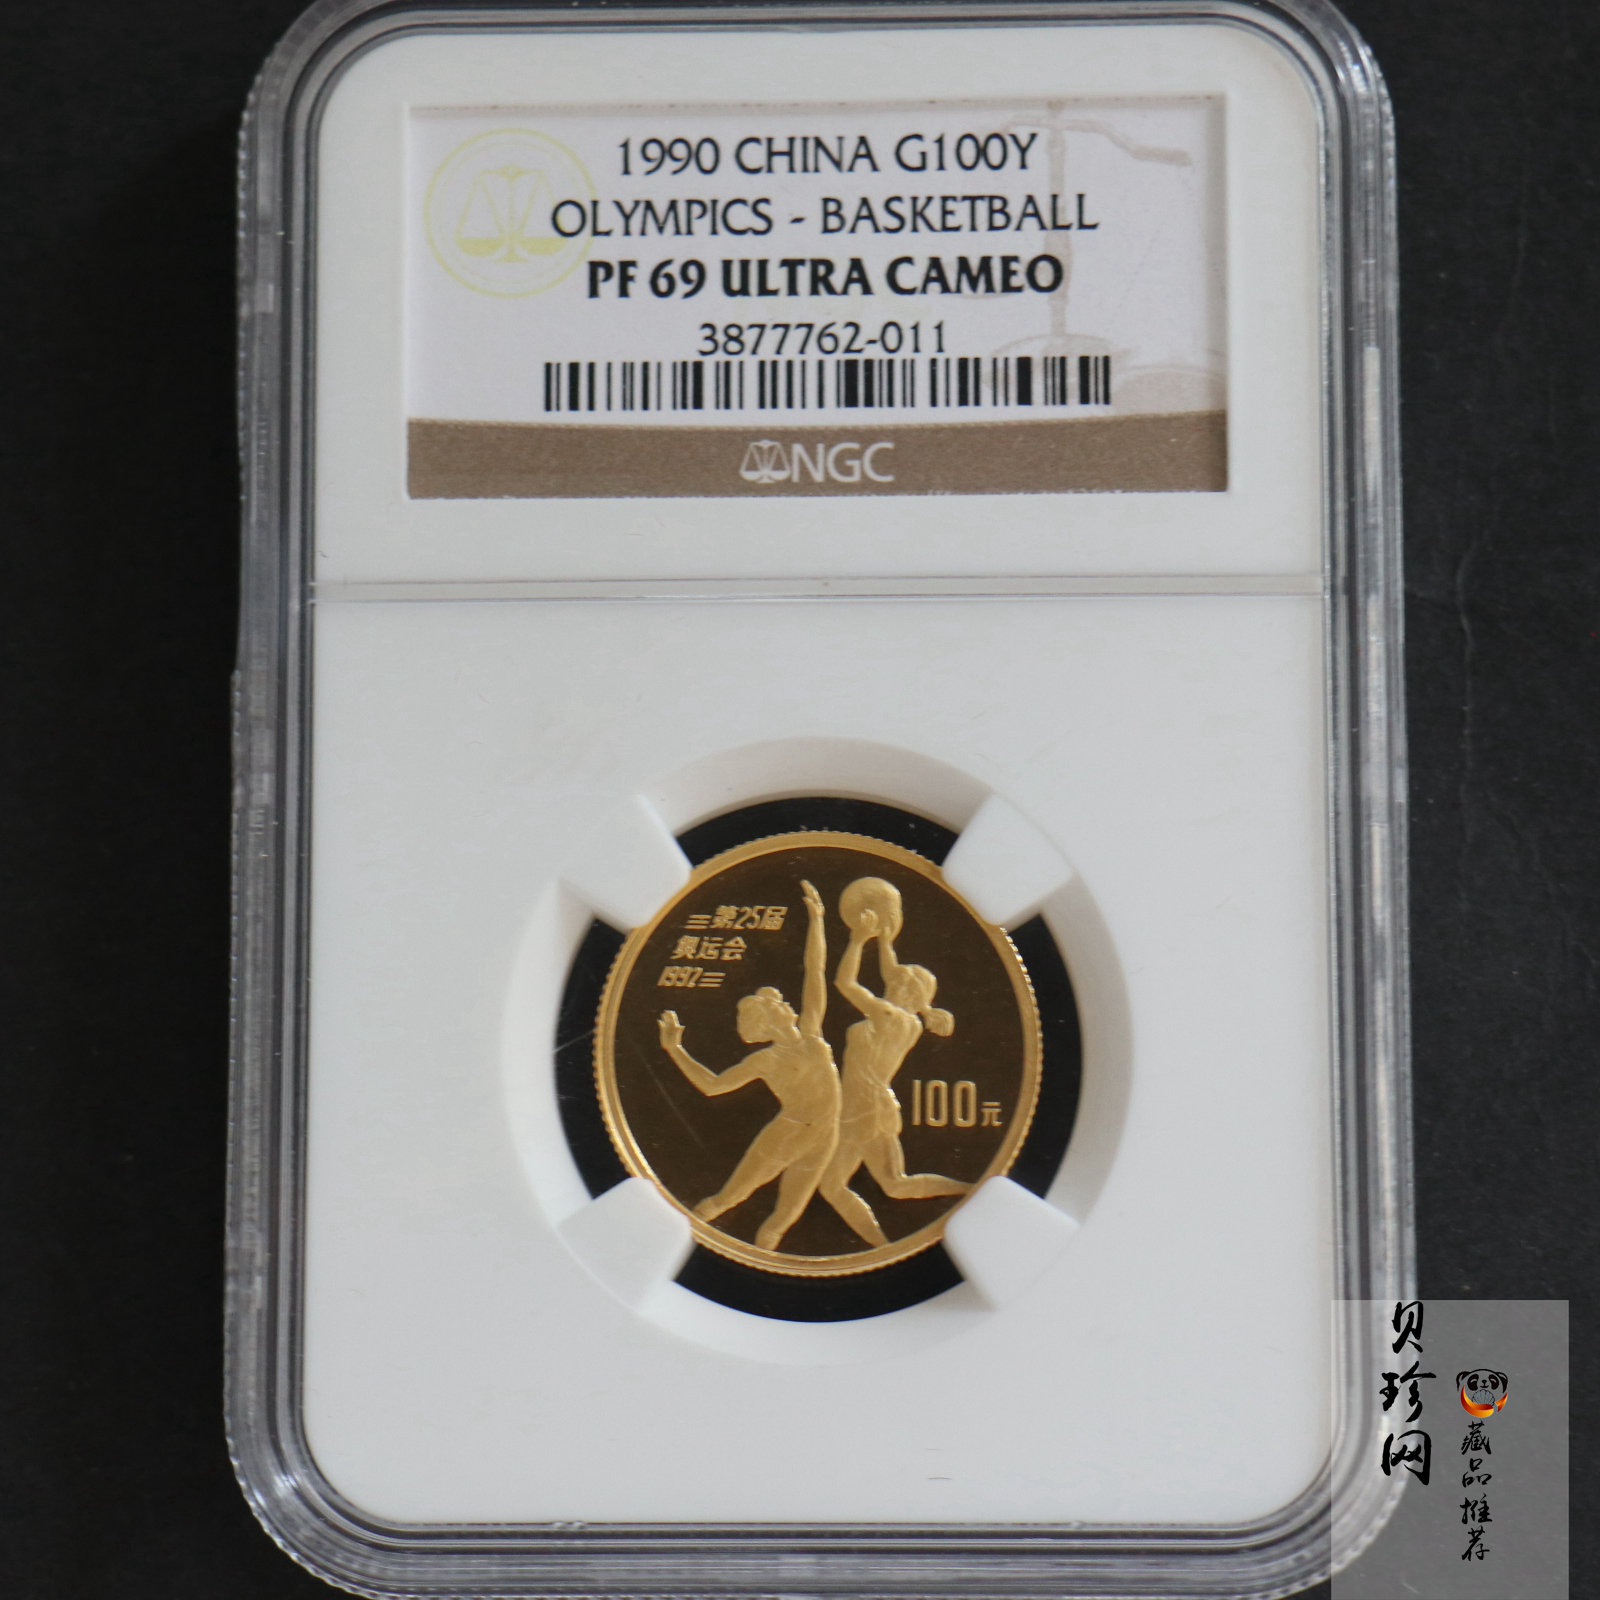 1990 CHINA G100Y
OLYMPICS - BASKETBALL
PF 69 ULTRA CAMEO
3877762-011
NGC
第25届
奥运会
1992
100元
贝珍网
藏品推荐